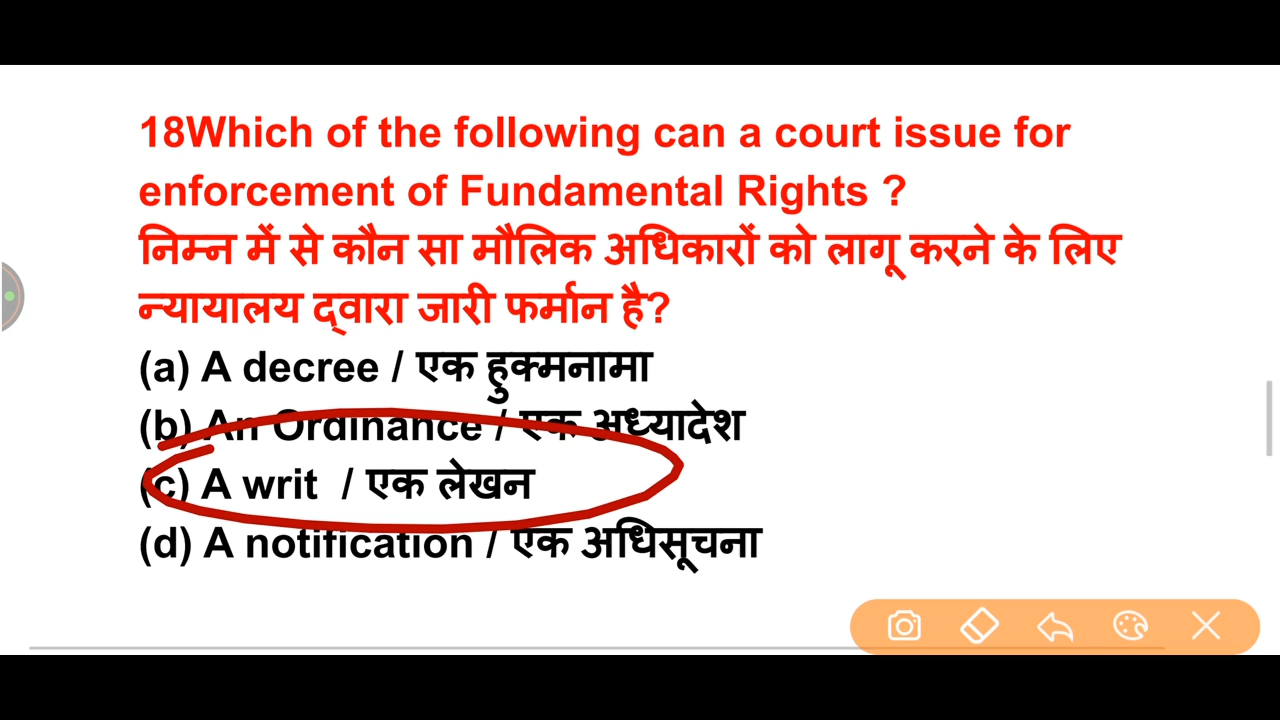 18Which of the following can a court issue for
enforcement of Fundamental Rights ?
निम्न में से कौन सा मौलिक अधिकारों को लागू करने के लिए
न्यायालय द्वारा जारी फर्मान है?
(a) A decree / एक हुक्मनामा
(b) An Ordinance / एक अध्यादेश
(c) A writ / एक लेखन
(d) A notification / एक अधिसूचना